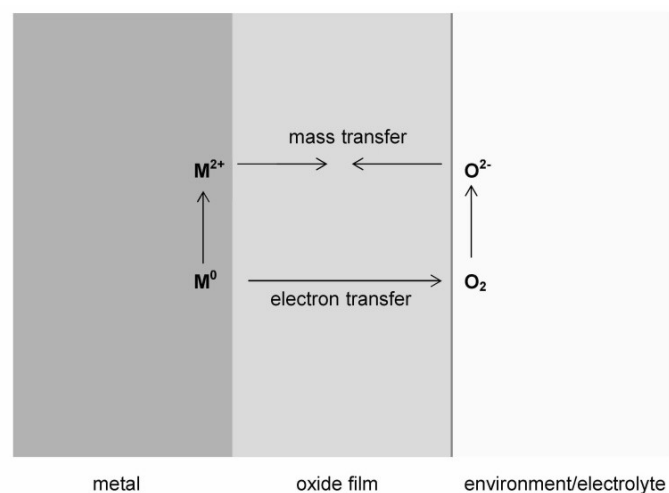 mass transfer
M²⁺ O²⁻
M⁰ O₂
electron transfer
metal oxide film environment/electrolyte